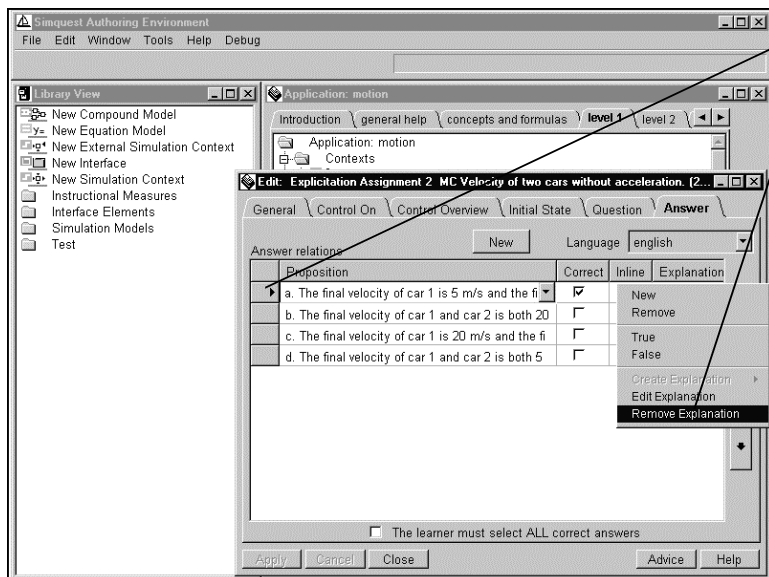 Simquest Authoring Environment
File Edit Window Tools Help Debug
Library View
New Compound Model
y= New Equation Model
New External Simulation Context
New Interface
New Simulation Context
Instructional Measures
Interface Elements
Simulation Models
Test
Application: motion
Introduction general help concepts and formulas level 1 level 2
Application: motion
Contexts
Edit: Explicitation Assignment 2 MC Velocity of two cars without acceleration. (2...
General Control On Control Overview Initial State Question Answer
Answer relations New Language english
Proposition Correct Inline Explanation
a. The final velocity of car 1 is 5 m/s and the fi
b. The final velocity of car 1 and car 2 is both 20
c. The final velocity of car 1 is 20 m/s and the fi
d. The final velocity of car 1 and car 2 is both 5
New
Remove
True
False
Create Explanation
Edit Explanation
Remove Explanation
The learner must select ALL correct answers
Apply Cancel Close Advice Help